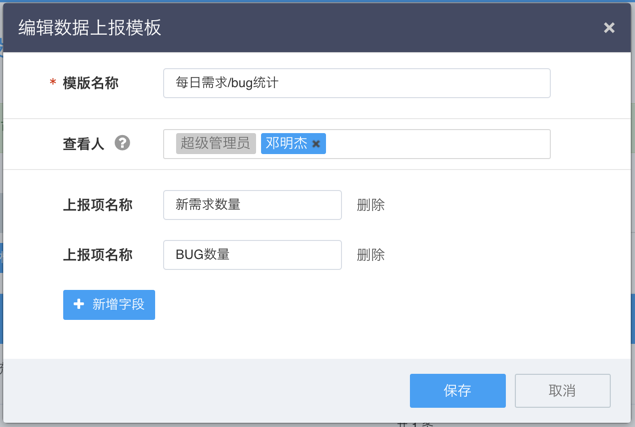 编辑数据上报模板 ×
* 模版名称 每日需求/bug统计
查看人 ? 超级管理员 邓明杰 ×
上报项名称 新需求数量 删除
上报项名称 BUG数量 删除
+ 新增字段
保存 取消